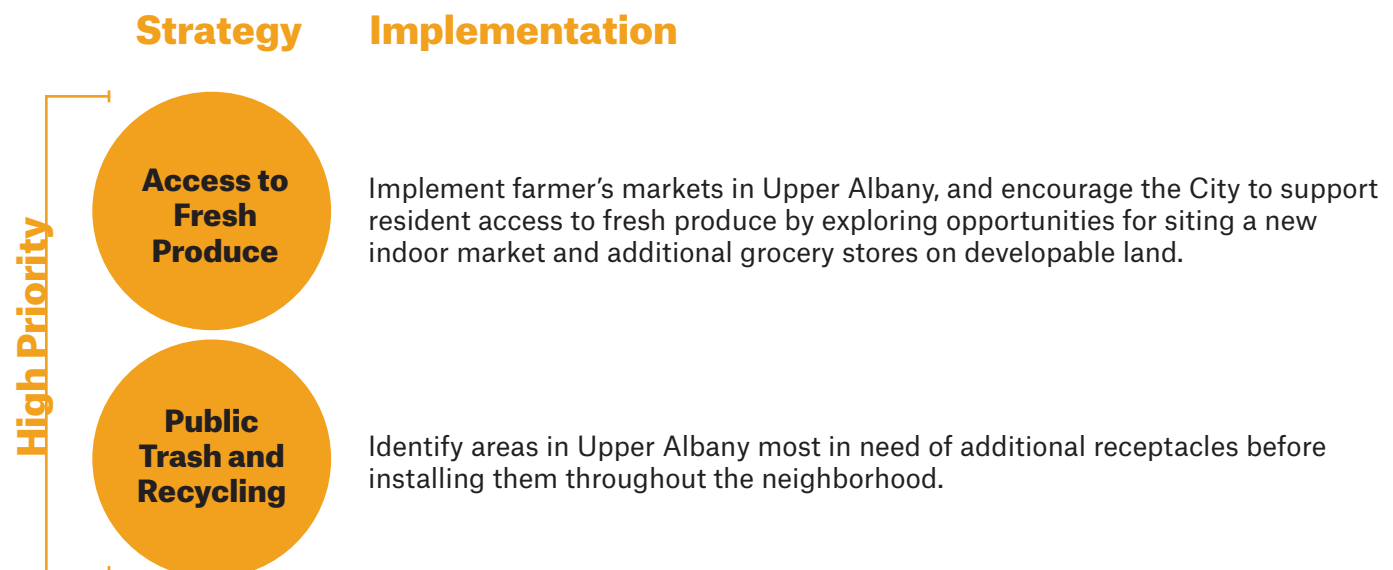 Strategy Implementation
High Priority
Access to
Fresh
Produce
Implement farmer's markets in Upper Albany, and encourage the City to support
resident access to fresh produce by exploring opportunities for siting a new
indoor market and additional grocery stores on developable land.
Public
Trash and
Recycling
Identify areas in Upper Albany most in need of additional receptacles before
installing them throughout the neighborhood.